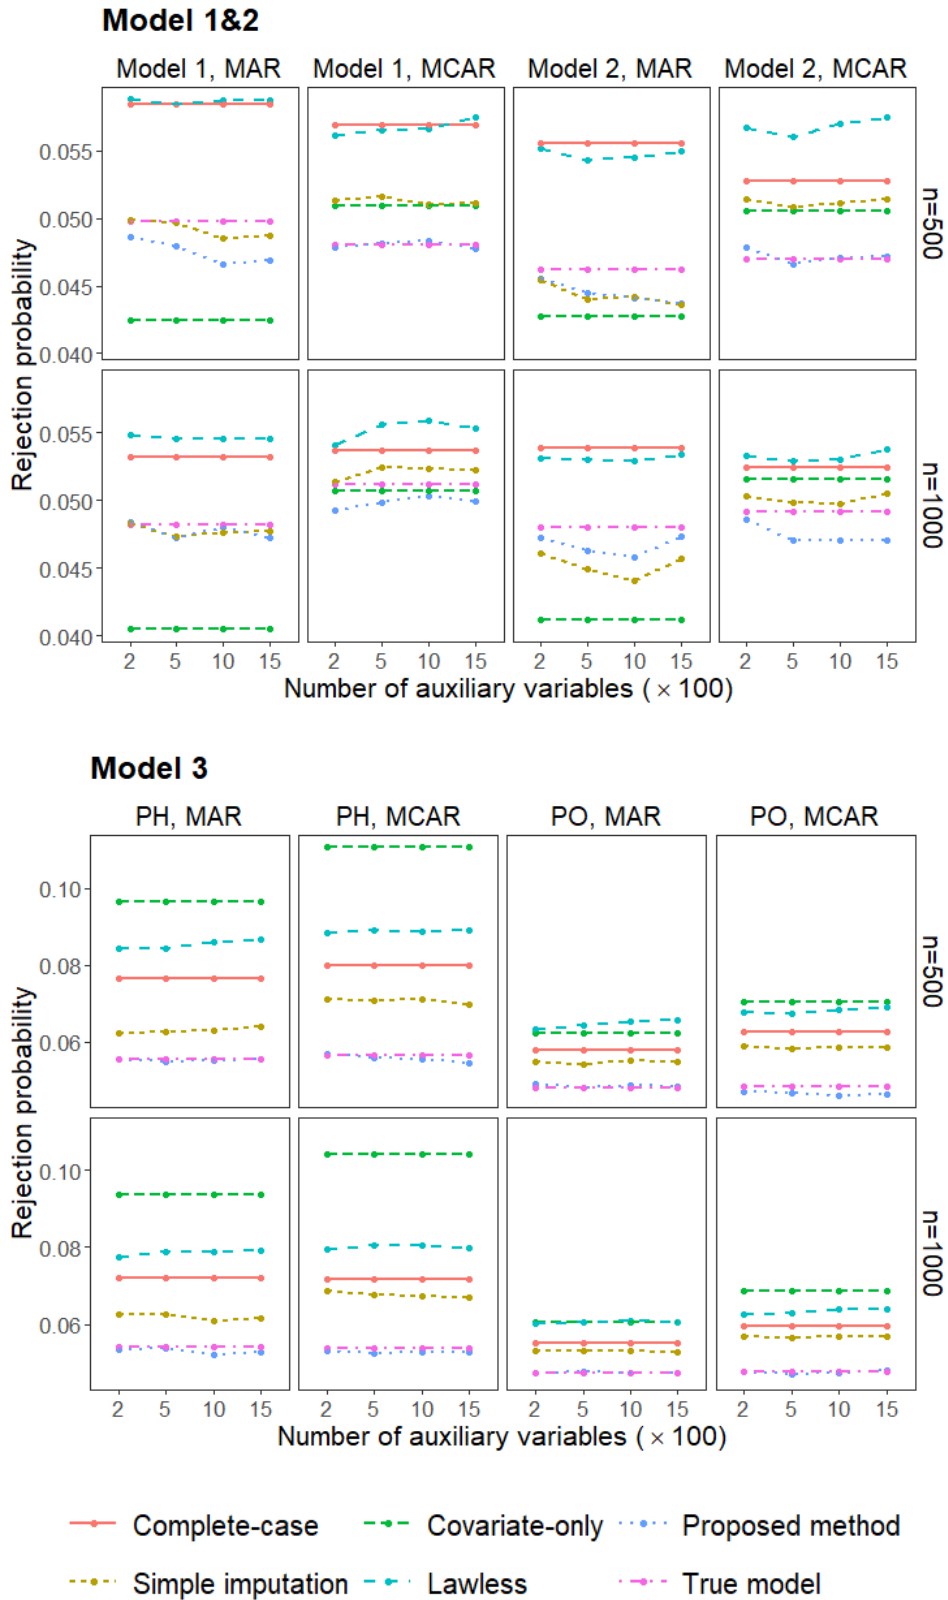 Model 1&2
Model 1, MAR
Model 1, MCAR
Model 2, MAR
Model 2, MCAR
0.055
0.050
0.045
0.040
n=500
Rejection probability
0.055
0.050
0.045
0.040
n=1000
2 5 10 15 2 5 10 15 2 5 10 15 2 5 10 15
Number of auxiliary variables ( × 100)
Model 3
PH, MAR
PH, MCAR
PO, MAR
PO, MCAR
0.10
0.08
0.06
n=500
Rejection probability
0.10
0.08
0.06
n=1000
2 5 10 15 2 5 10 15 2 5 10 15 2 5 10 15
Number of auxiliary variables ( × 100)
Complete-case Covariate-only Proposed method
Simple imputation Lawless True model